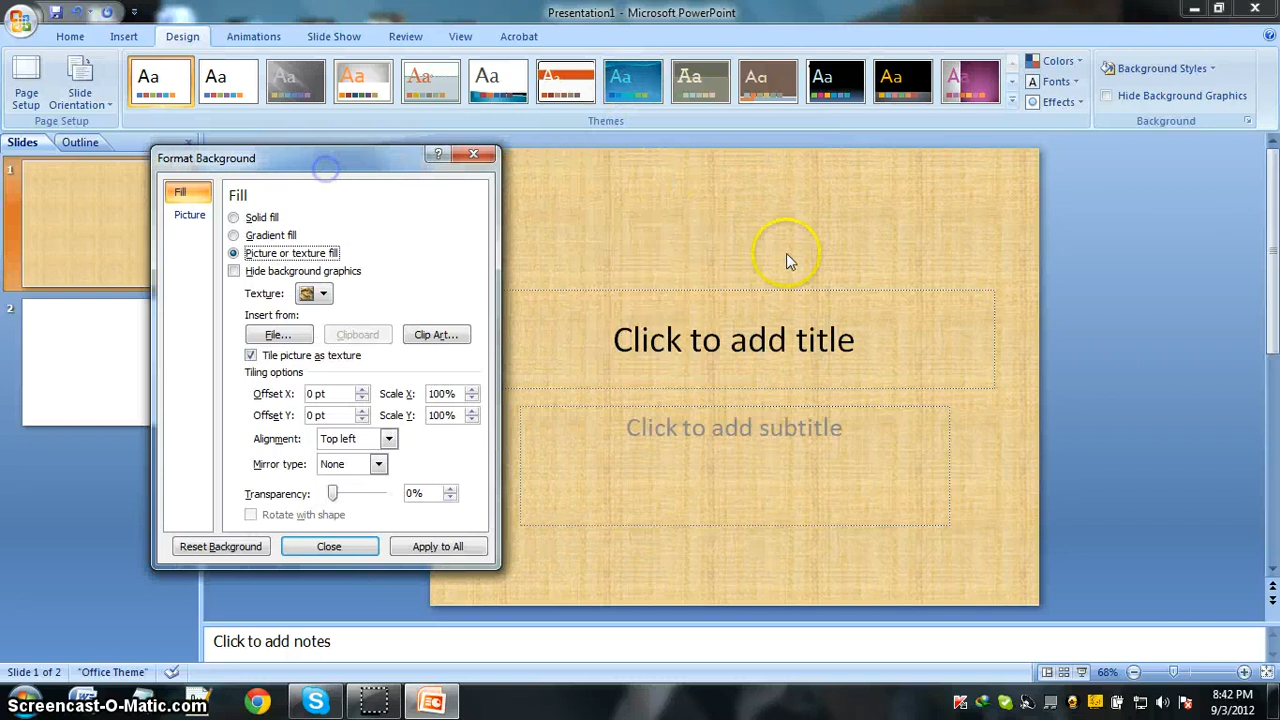 Presentation1 - Microsoft PowerPoint
Home Insert Design Animations Slide Show Review View Acrobat
Page Setup
Slide Orientation
Page Setup
Aa Aa Aa Aa Aa Aa Aa Aa Aa Aa Aa Aa Aa
Themes
Colors
Fonts
Effects
Background Styles
Hide Background Graphics
Background
Slides Outline
1
2
Format Background
?
Fill
Picture
Fill
Solid fill
Gradient fill
Picture or texture fill
Hide background graphics
Texture:
Insert from:
File... Clipboard Clip Art...
Tile picture as texture
Tiling options
Offset X: 0 pt Scale X: 100%
Offset Y: 0 pt Scale Y: 100%
Alignment: Top left
Mirror type: None
Transparency: 0%
Rotate with shape
Reset Background Close Apply to All
Click to add title
Click to add subtitle
Click to add notes
Slide 1 of 2 "Office Theme" 68%
Screencast-O-Matic.com
8:42 PM
9/3/2012